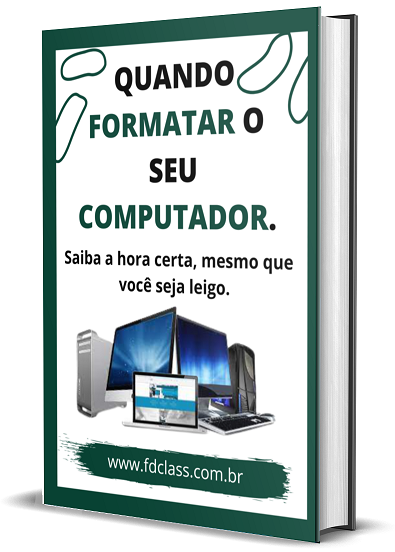 QUANDO
FORMATAR O
SEU
COMPUTADOR.
Saiba a hora certa, mesmo que
você seja leigo.
www.fdclass.com.br